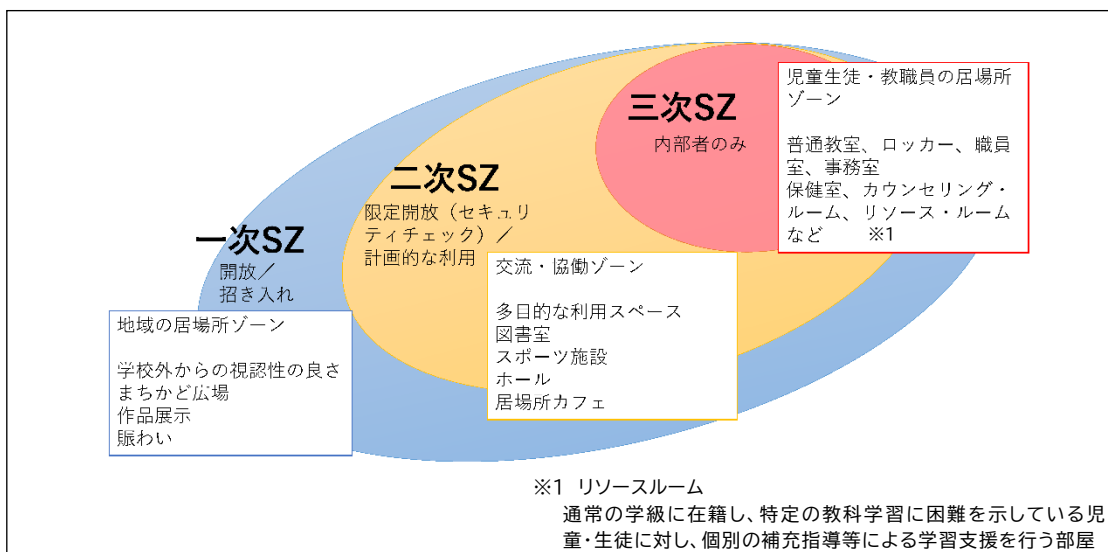 三次SZ
内部者のみ
児童生徒・教職員の居場所
ゾーン
普通教室、ロッカー、職員
室、事務室
保健室、カウンセリング・
ルーム、リソース・ルーム
など ※1
二次SZ
限定開放（セキュリ
ティチェック）／
計画的な利用
交流・協働ゾーン
多目的な利用スペース
図書室
スポーツ施設
ホール
居場所カフェ
一次SZ
開放／
招き入れ
地域の居場所ゾーン
学校外からの視認性の良さ
まちかど広場
作品展示
賑わい
※1 リソースルーム
通常の学級に在籍し、特定の教科学習に困難を示している児
童・生徒に対し、個別の補充指導等による学習支援を行う部屋